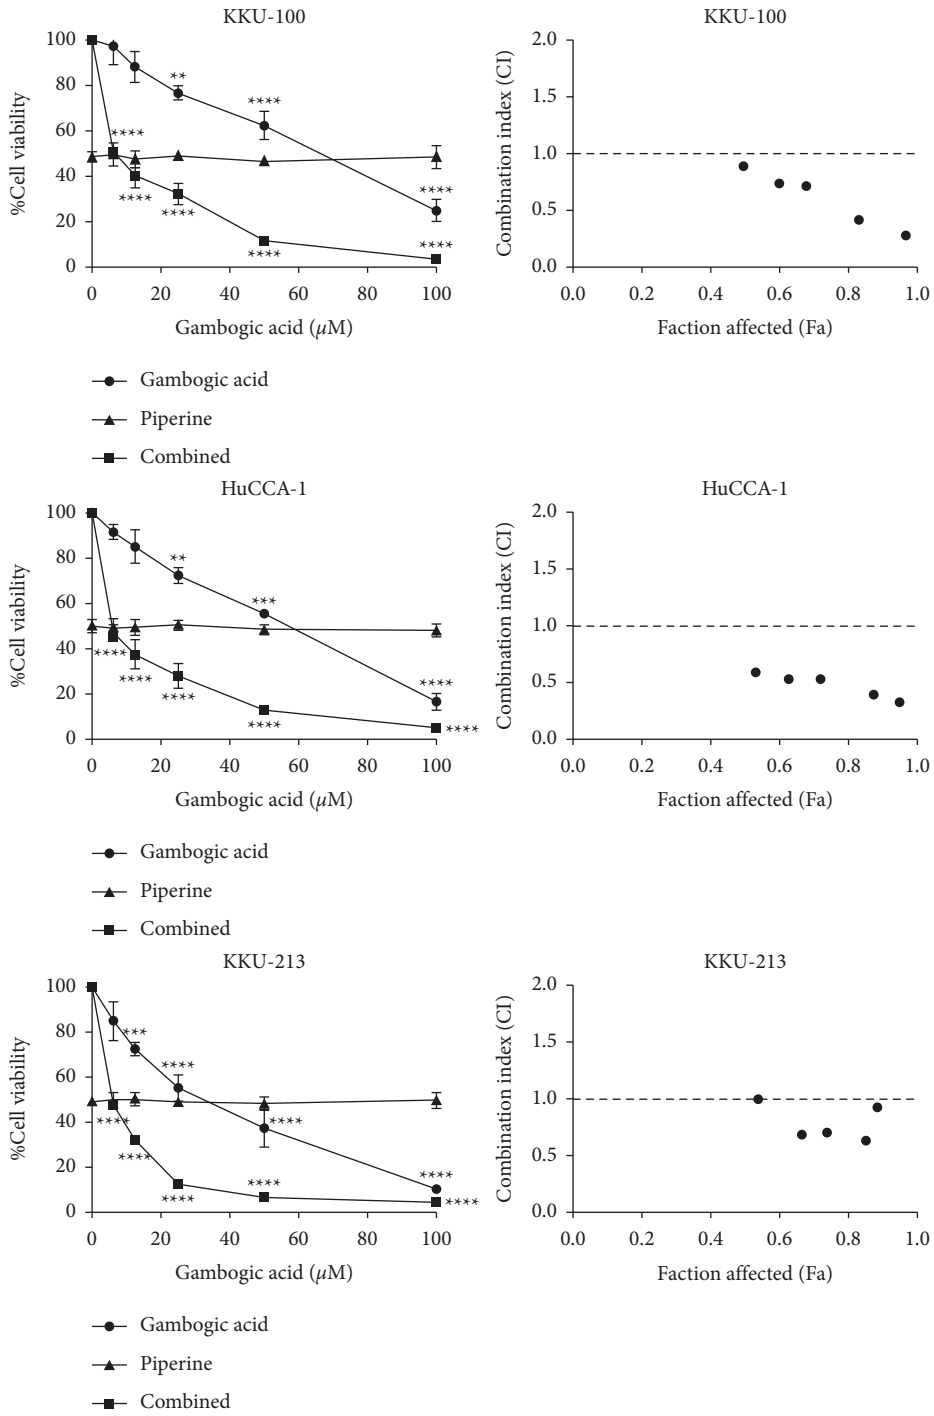 KKU-100
100
80
60
40
20
0
%Cell viability
**
****
****
****
****
****
****
****
0 20 40 60 80 100
Gambogic acid (µM)
Gambogic acid
Piperine
Combined
KKU-100
2.0
1.5
1.0
0.5
0.0
Combination index (CI)
0.0 0.2 0.4 0.6 0.8 1.0
Faction affected (Fa)
HuCCA-1
100
80
60
40
20
0
%Cell viability
**
***
****
****
****
****
****
****
0 20 40 60 80 100
Gambogic acid (µM)
Gambogic acid
Piperine
Combined
HuCCA-1
2.0
1.5
1.0
0.5
0.0
Combination index (CI)
0.0 0.2 0.4 0.6 0.8 1.0
Faction affected (Fa)
KKU-213
100
80
60
40
20
0
%Cell viability
***
****
****
****
****
****
****
****
****
0 20 40 60 80 100
Gambogic acid (µM)
Gambogic acid
Piperine
Combined
KKU-213
2.0
1.5
1.0
0.5
0.0
Combination index (CI)
0.0 0.2 0.4 0.6 0.8 1.0
Faction affected (Fa)